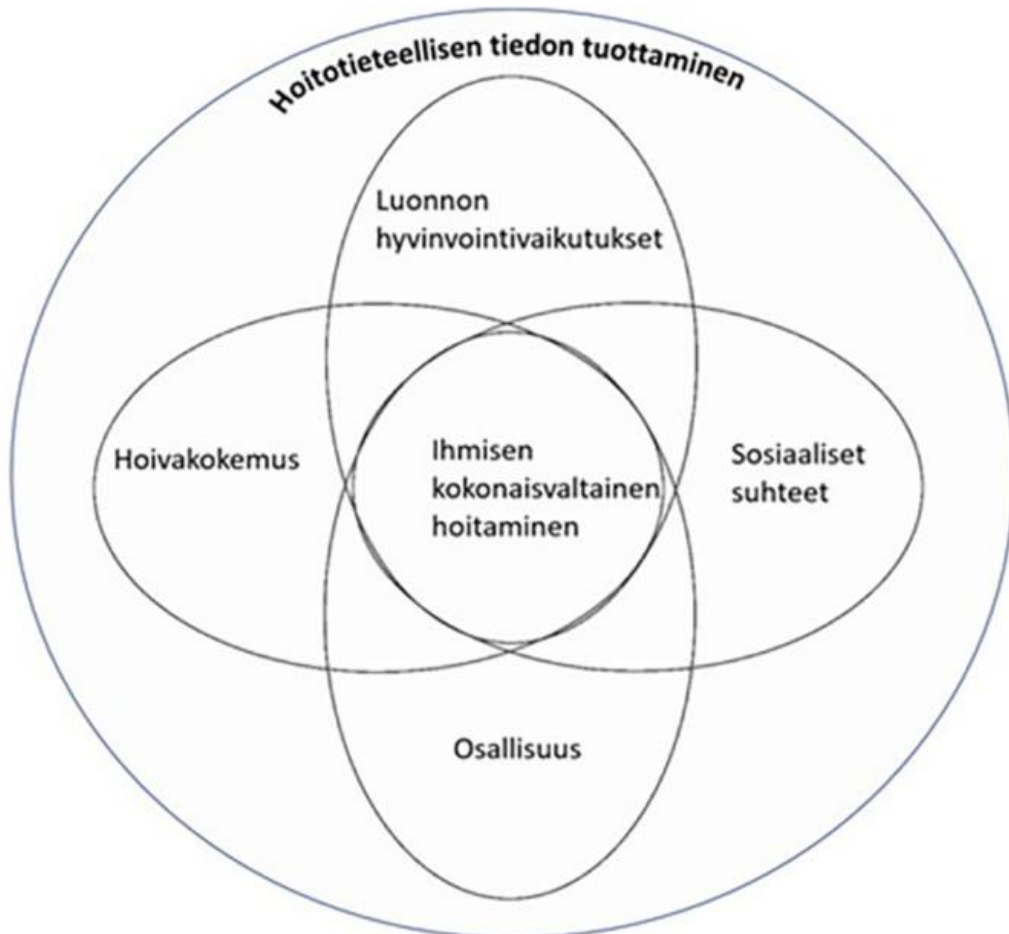 Hoitotieteellisen tiedon tuottaminen
Luonnon
hyvinvointivaikutukset
Hoivakokemus
Ihmisen
kokonaisvaltainen
hoitaminen
Sosiaaliset
suhteet
Osallisuus